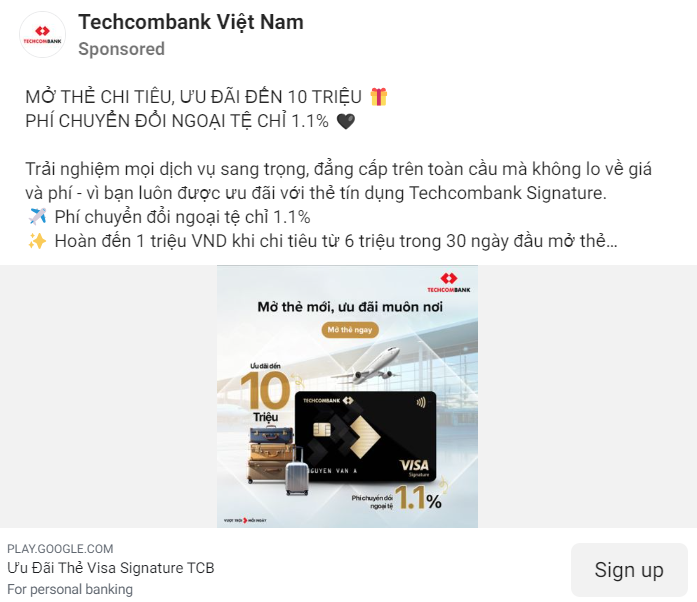 Techcombank Việt Nam
Sponsored
MỞ THẺ CHI TIÊU, ƯU ĐÃI ĐẾN 10 TRIỆU 🎁
PHÍ CHUYỂN ĐỔI NGOẠI TỆ CHỈ 1.1% 🖤
Trải nghiệm mọi dịch vụ sang trọng, đẳng cấp trên toàn cầu mà không lo về giá
và phí - vì bạn luôn được ưu đãi với thẻ tín dụng Techcombank Signature.
✈️ Phí chuyển đổi ngoại tệ chỉ 1.1%
✨ Hoàn đến 1 triệu VND khi chi tiêu từ 6 triệu trong 30 ngày đầu mở thẻ...
TECHCOMBANK
TECHCOMBANK
Mở thẻ mới, ưu đãi muôn nơi
Mở thẻ ngay
Ưu đãi đến
10
Triệu
TECHCOMBANK
NGUYEN VAN A
VISA
Signature
Phí chuyển đổi
ngoại tệ
1.1%
VƯỢT TRỘI MỖI NGÀY
PLAY.GOOGLE.COM
Ưu Đãi Thẻ Visa Signature TCB
For personal banking
Sign up